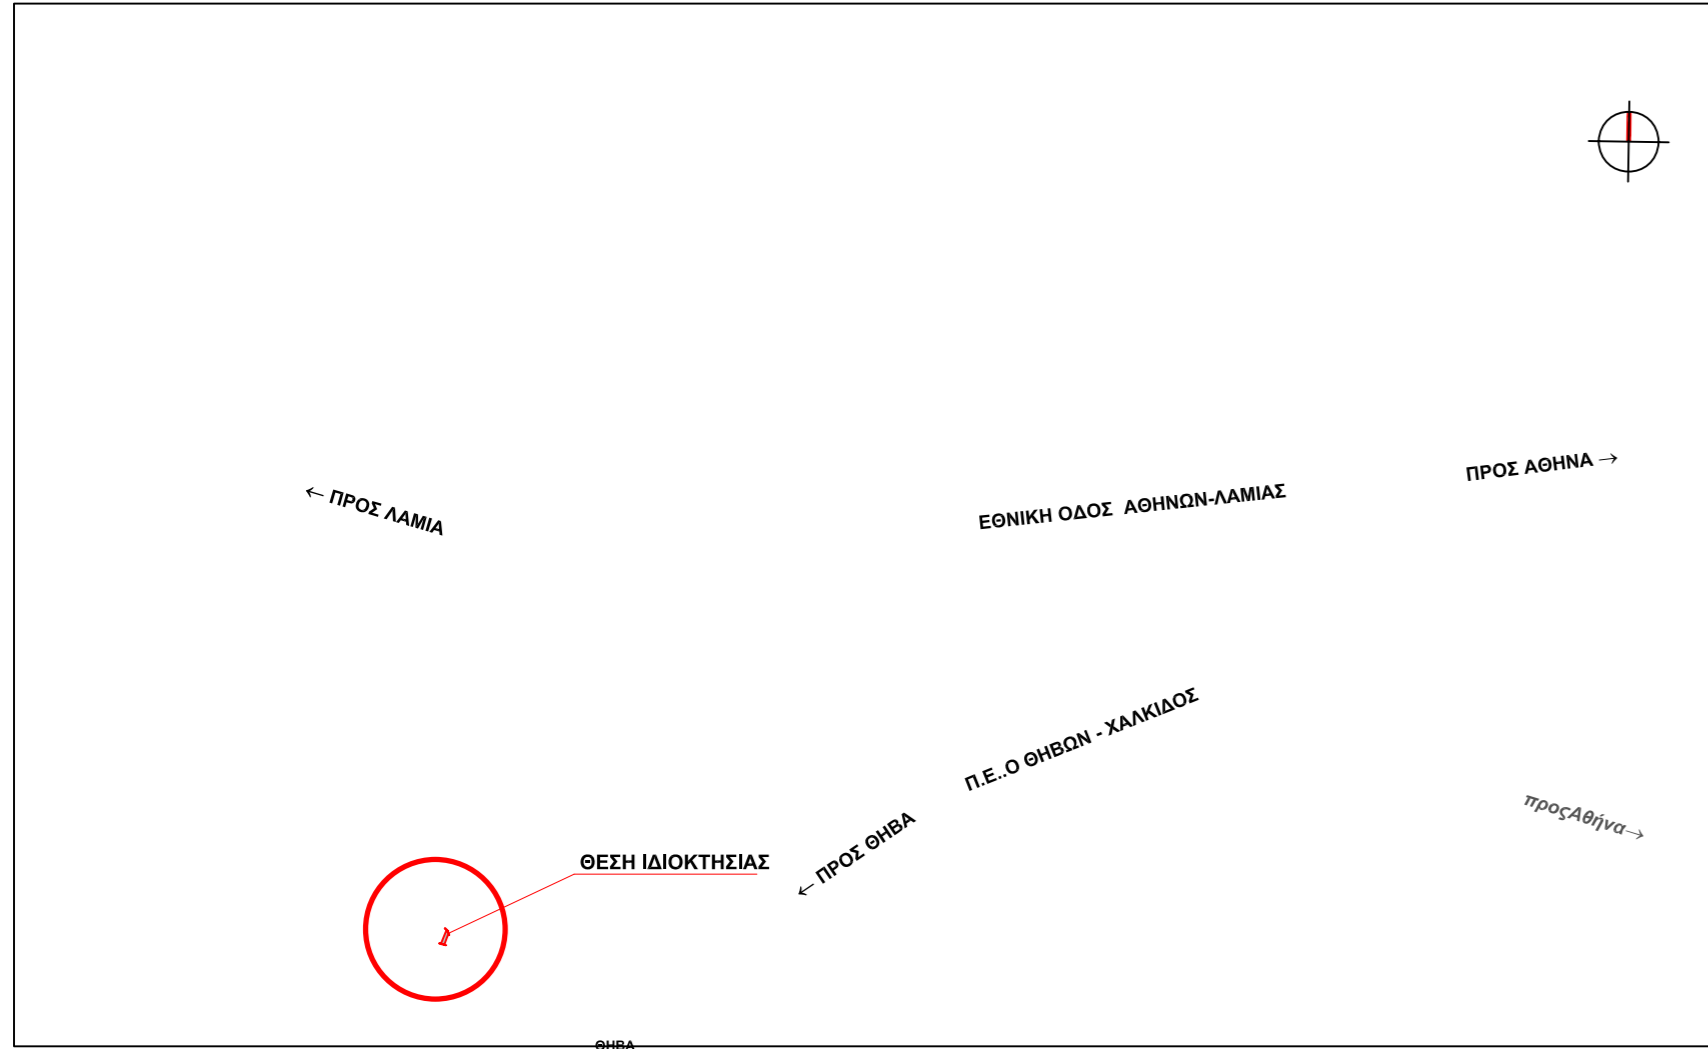 ΠΡΟΣ ΑΘΗΝΑ →
← ΠΡΟΣ ΛΑΜΙΑ
ΕΘΝΙΚΗ ΟΔΟΣ ΑΘΗΝΩΝ-ΛΑΜΙΑΣ
Π.Ε..Ο ΘΗΒΩΝ - ΧΑΛΚΙΔΟΣ
προςΑθήνα→
← ΠΡΟΣ ΘΗΒΑ
ΘΕΣΗ ΙΔΙΟΚΤΗΣΙΑΣ
ΘΗΒΑ